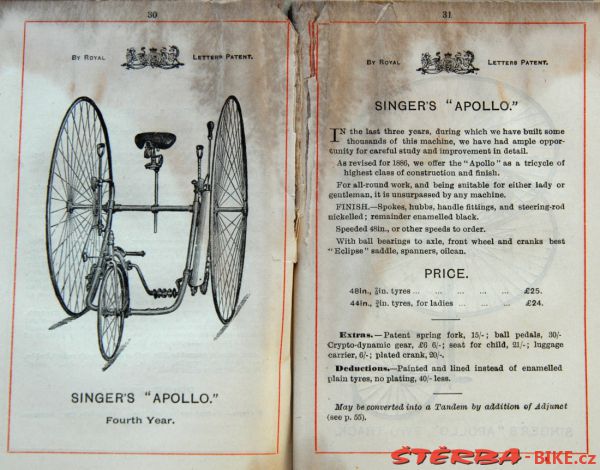 30
By Royal Letters Patent.
SINGER'S "APOLLO."
Fourth Year.
31
By Royal Letters Patent.
SINGER'S "APOLLO."
IN the last three years, during which we have built some
thousands of this machine, we have had ample oppor-
tunity for careful study and improvement in detail.
As revised for 1886, we offer the "Apollo" as a tricycle of
highest class of construction and finish.
For all-round work, and being suitable for either lady or
gentleman, it is unsurpassed by any machine.
FINISH.—Spokes, hubbs, handle fittings, and steering-rod
nickelled; remainder enamelled black.
Speeded 48in., or other speeds to order.
With ball bearings to axle, front wheel and cranks best
"Eclipse" saddle, spanners, oilcan.
PRICE.
48in., ⅞in. tyres ... ... ... ... £25.
44in., ¾in. tyres, for ladies ... ... ... £24.
Extras.—Patent spring fork, 15/-; ball pedals, 30/-
Crypto-dynamic gear, £6 6/-; seat for child, 21/-; luggage
carrier, 6/-; plated crank, 20/-.
Deductions.—Painted and lined instead of enamelled
plain tyres, no plating, 40/- less.
May be converted into a Tandem by addition of Adjunct
(see p. 55).
ŠTĚRBA-BIKE.cz